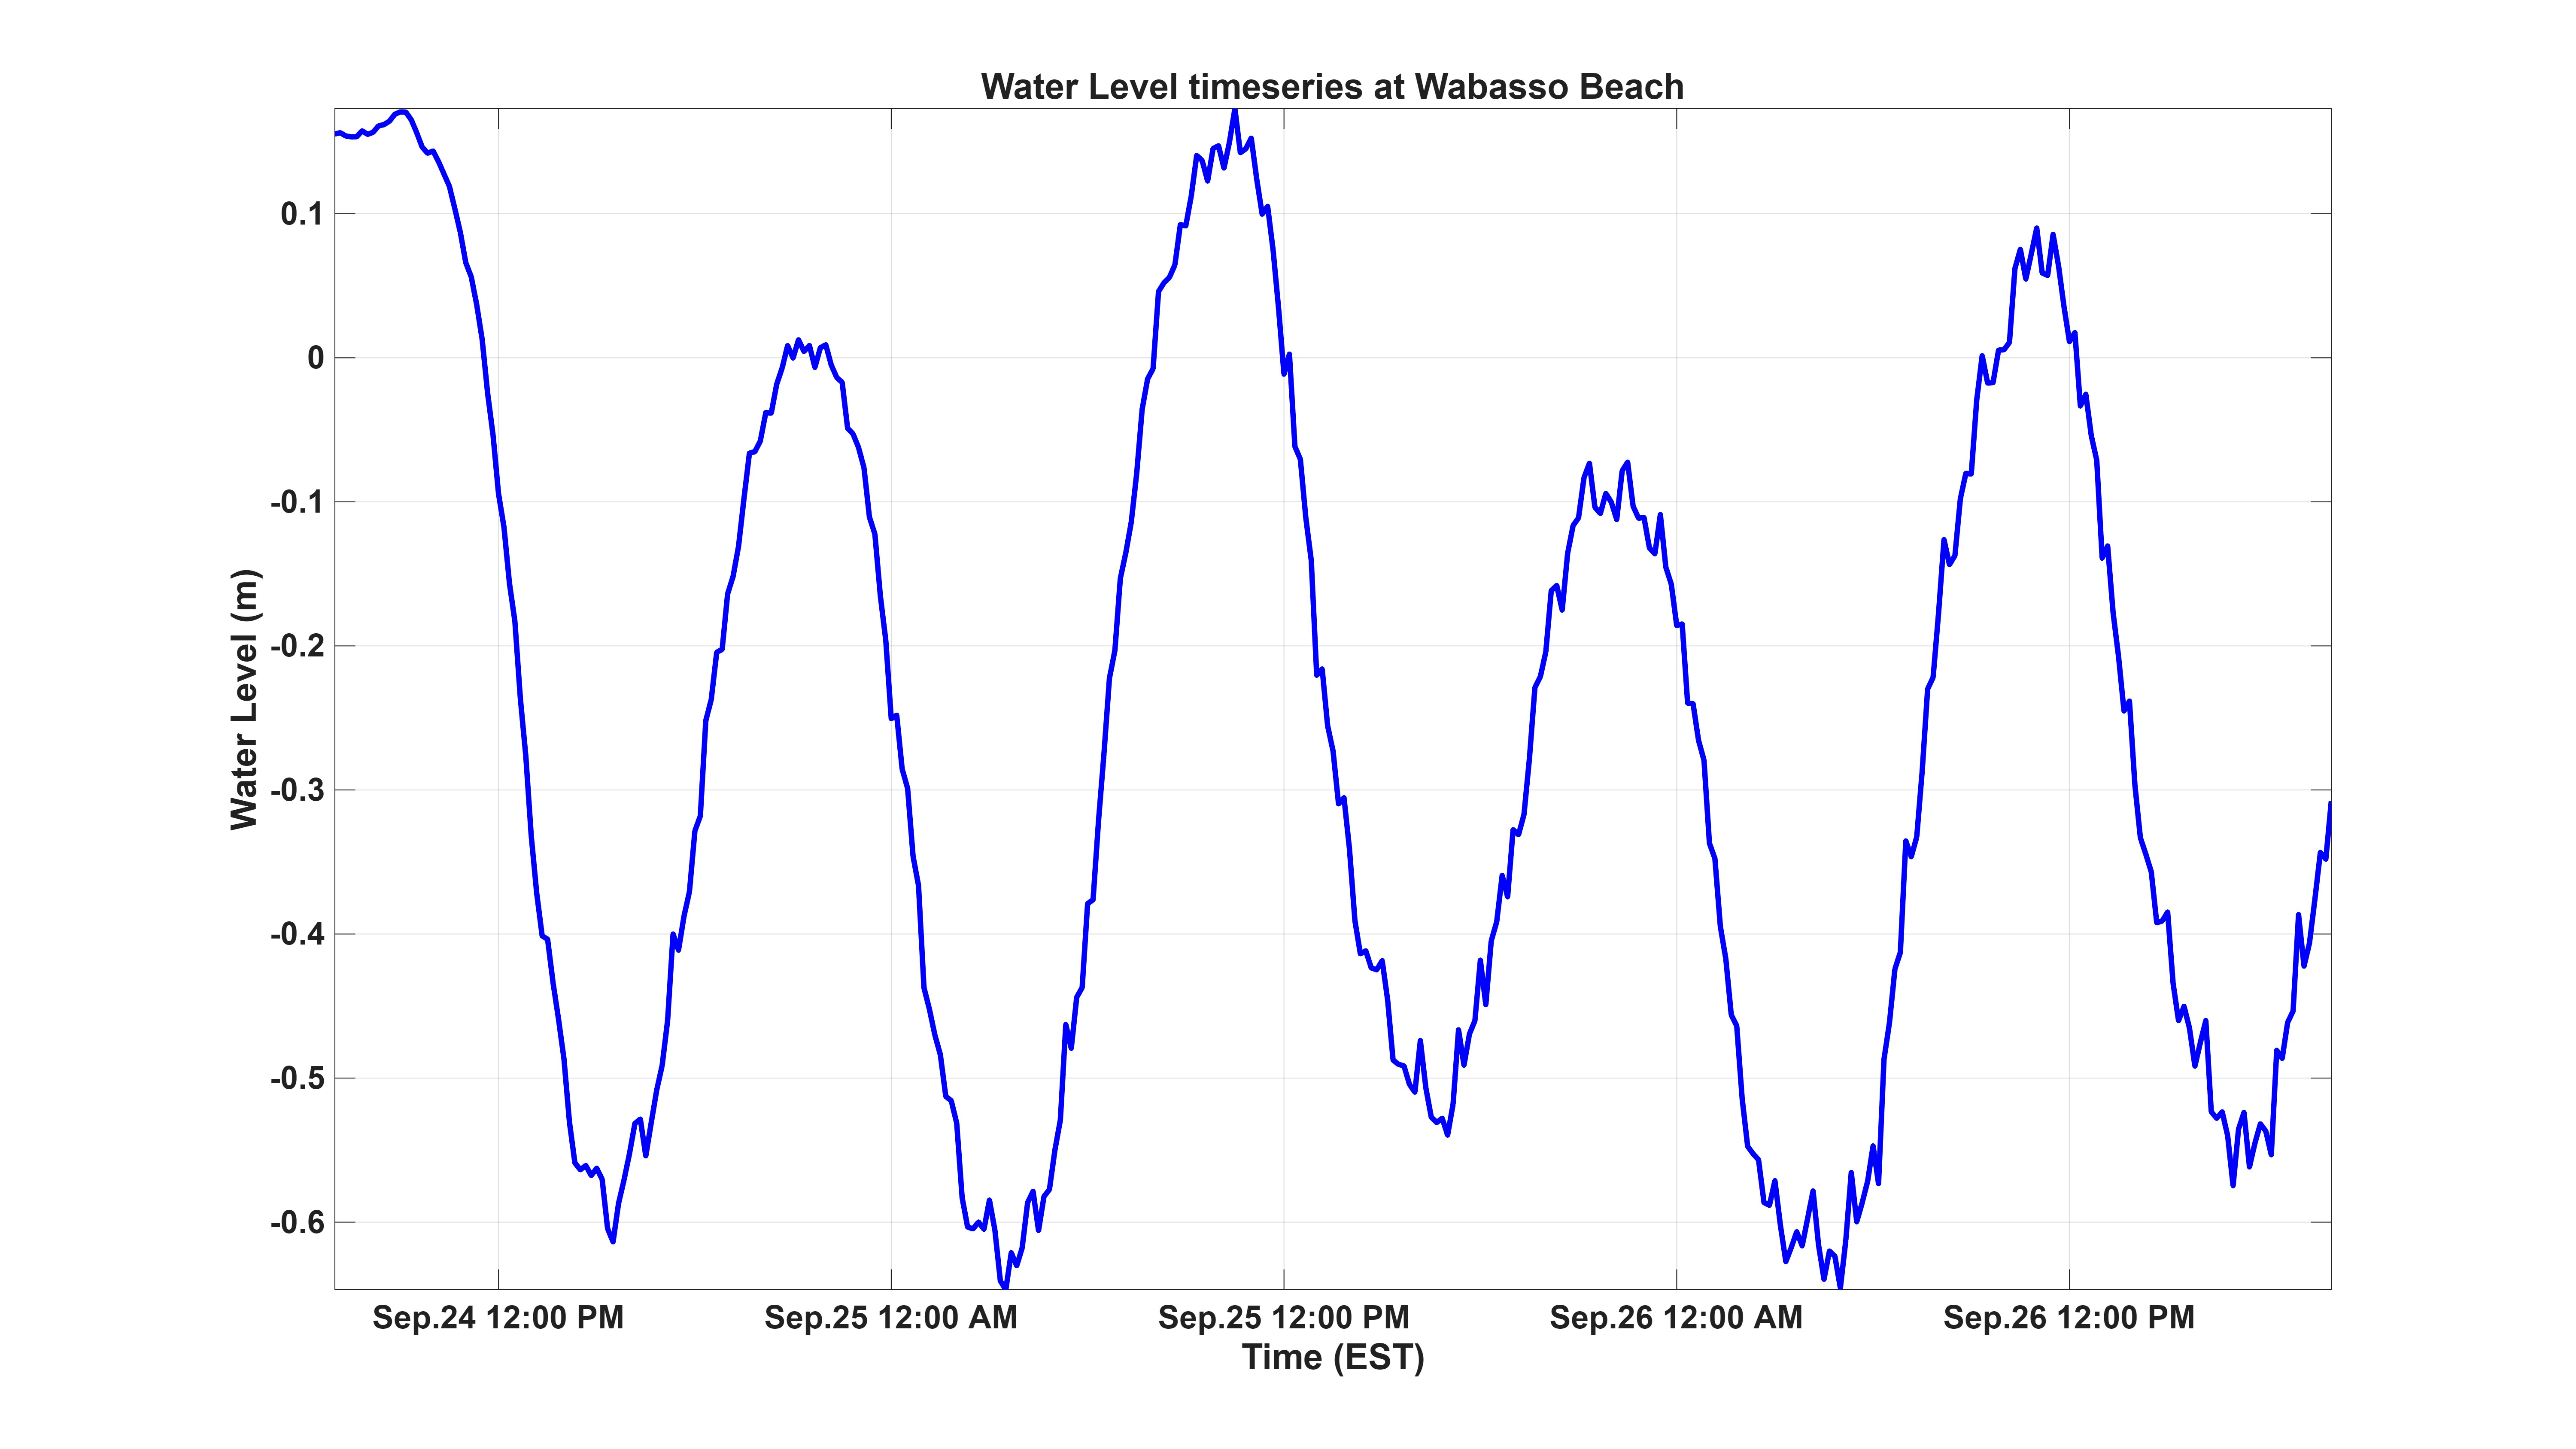 Water Level timeseries at Wabasso Beach
0.1
0
-0.1
-0.2
-0.3
-0.4
-0.5
-0.6
Water Level (m)
Sep.24 12:00 PM Sep.25 12:00 AM Sep.25 12:00 PM Sep.26 12:00 AM Sep.26 12:00 PM
Time (EST)